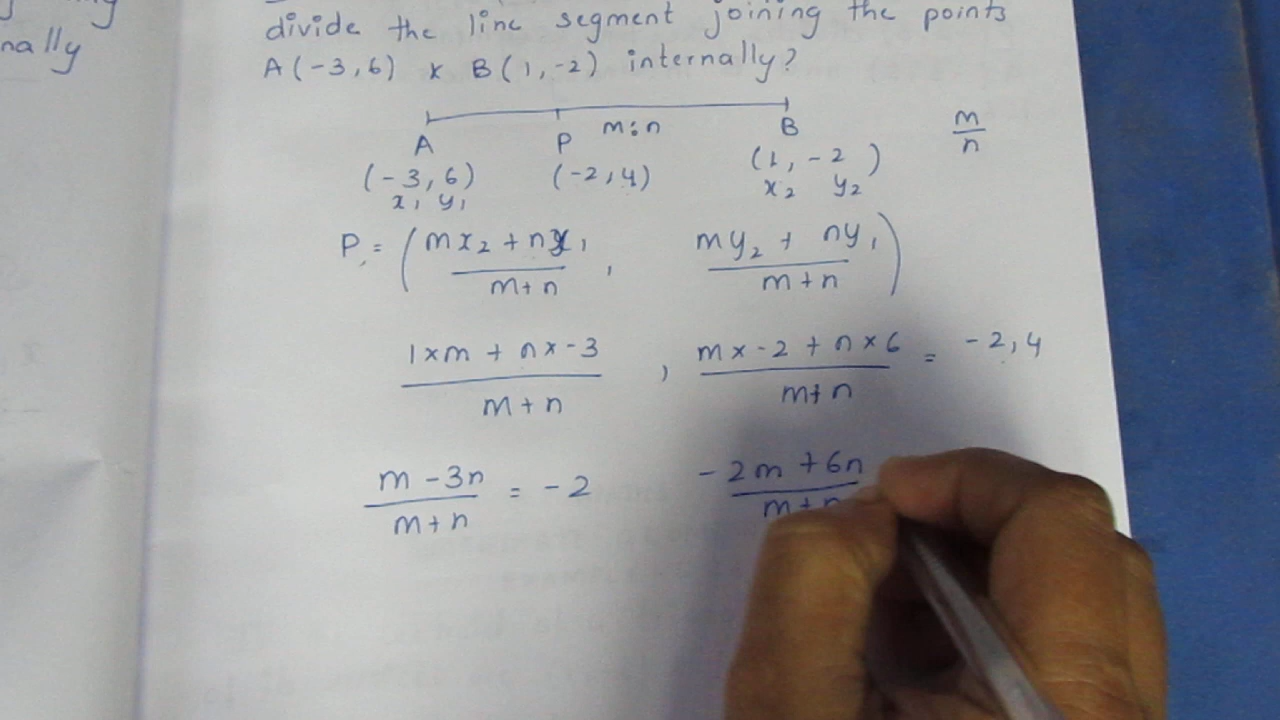 nally
divide the line segment joining the points
A(-3,6) x B(1,-2) internally?
m:n
A P B
m/n
(-3,6) (-2,4) (1,-2)
x₁ y₁ x₂ y₂
P = (mx₂ + nx₁ / m+n , my₂ + ny₁ / m+n)
1×m + n×-3 / m+n , m×-2 + n×6 / m+n = -2,4
m-3n / m+n = -2 -2m+6n / m+n